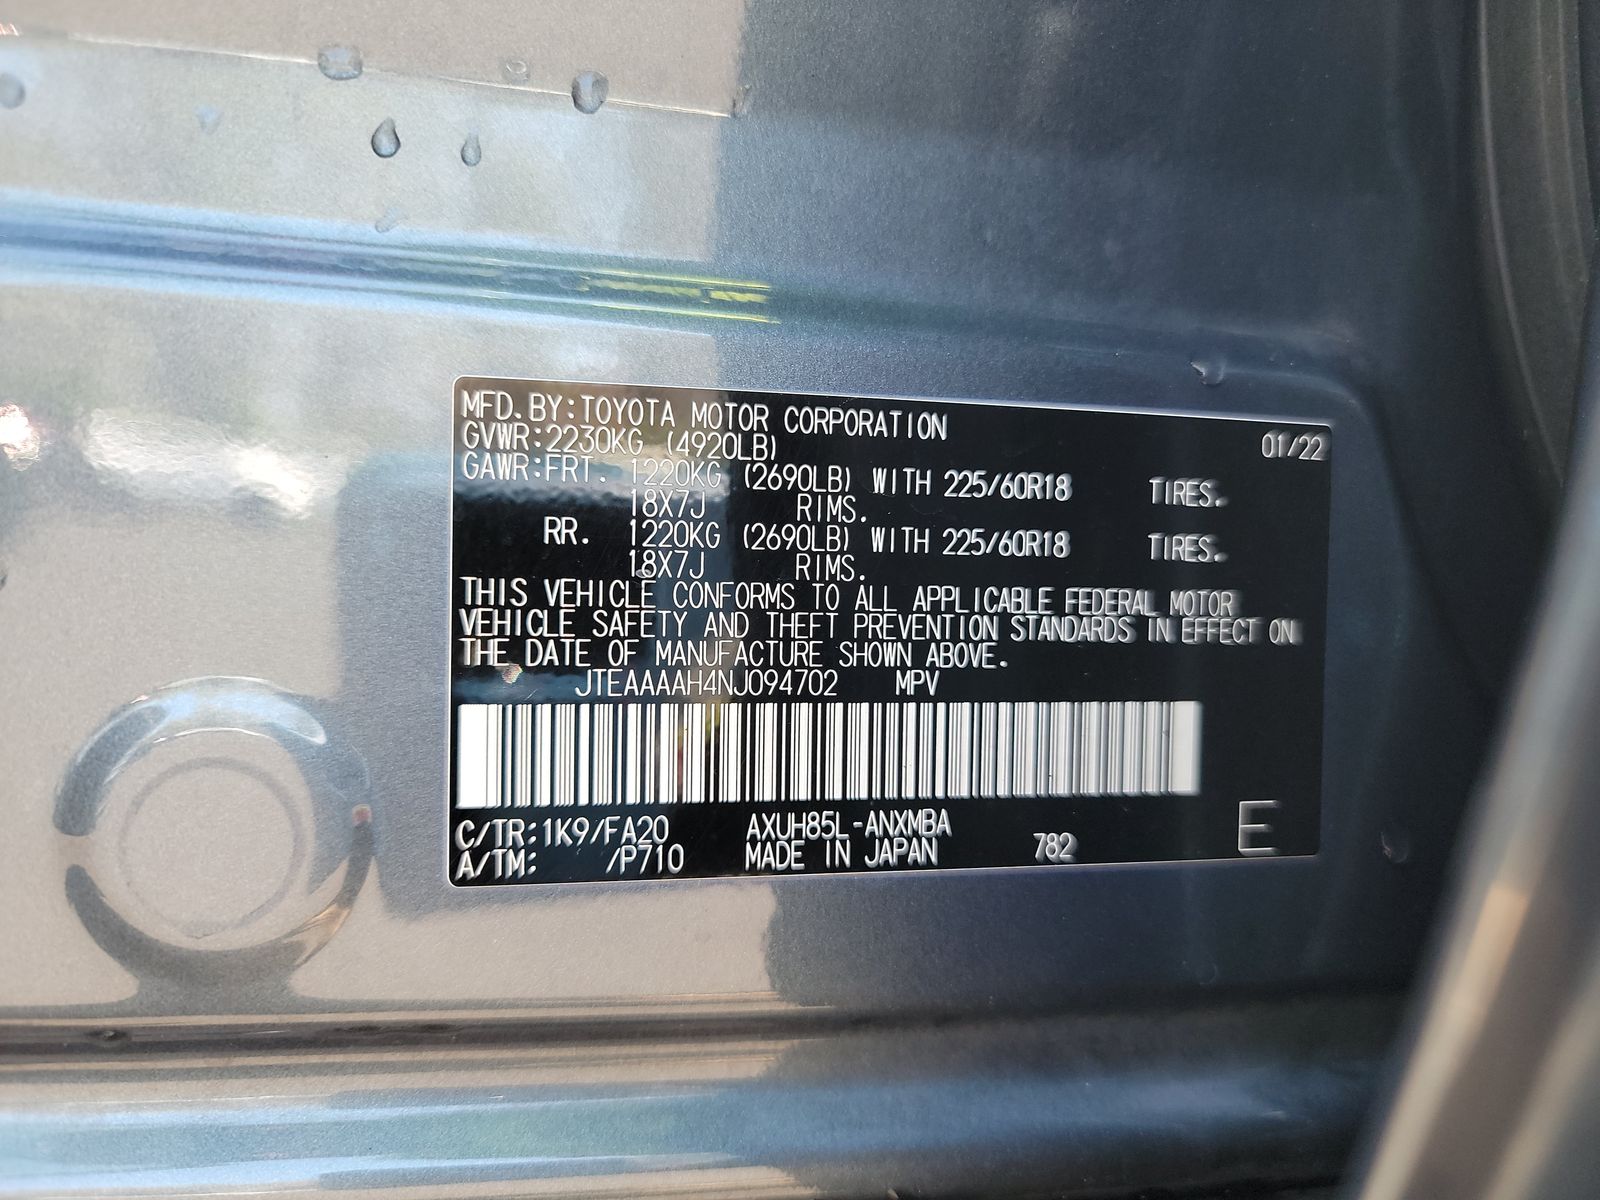 MFD.BY:TOYOTA MOTOR CORPORATION 01/22
GVWR:2230KG (4920LB)
GAWR:FRT. 1220KG (2690LB) WITH 225/60R18 TIRES.
18X7J RIMS.
RR. 1220KG (2690LB) WITH 225/60R18 TIRES.
18X7J RIMS.
THIS VEHICLE CONFORMS TO ALL APPLICABLE FEDERAL MOTOR
VEHICLE SAFETY AND THEFT PREVENTION STANDARDS IN EFFECT ON
THE DATE OF MANUFACTURE SHOWN ABOVE.
JTEAAAAH4NJ094702 MPV
C/TR:1K9/FA20 AXUH85L-ANXMBA
A/TM: /P710 MADE IN JAPAN 782 E